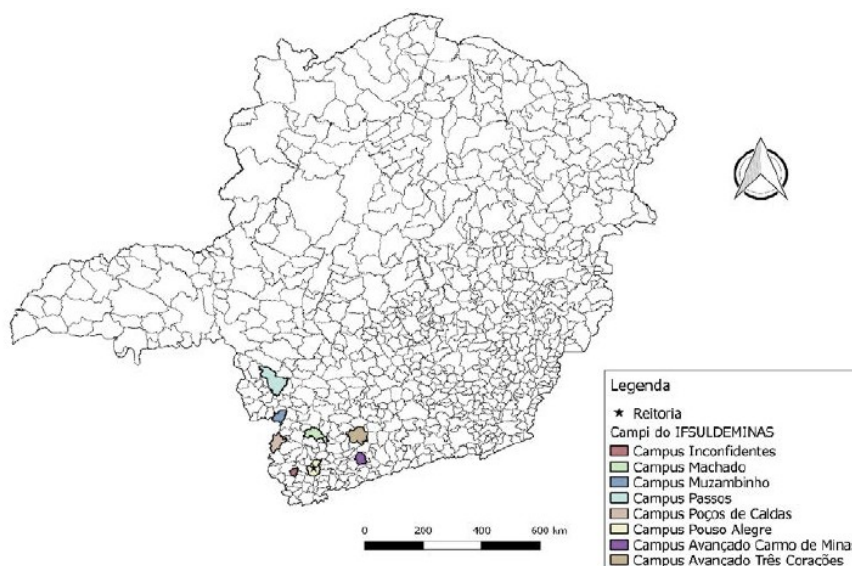 Legenda
★ Reitoria
Campi do IFSULDEMINAS
Campus Inconfidentes
Campus Machado
Campus Muzambinho
Campus Passos
Campus Poços de Caldas
Campus Pouso Alegre
Campus Avançado Carmo de Minas
Campus Avançado Três Corações
0 200 400 600 km